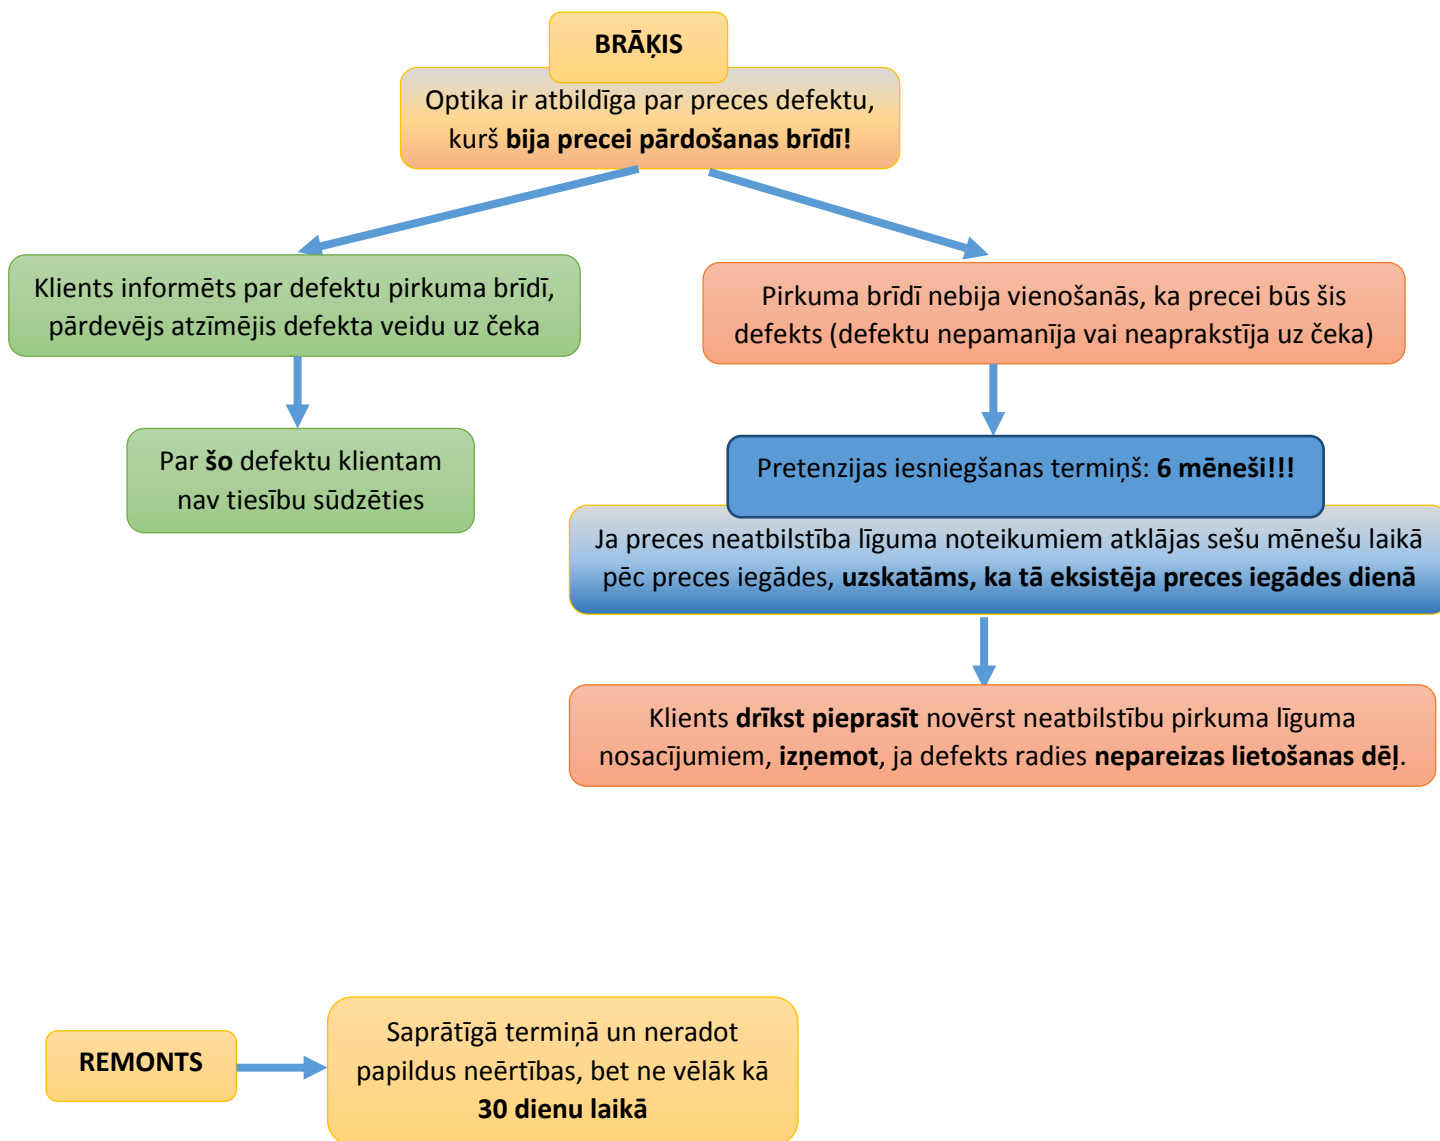 BRĀĶIS
Optika ir atbildīga par preces defektu,
kurš bija precei pārdošanas brīdī!
Klients informēts par defektu pirkuma brīdī,
pārdevējs atzīmējis defekta veidu uz čeka
Par šo defektu klientam
nav tiesību sūdzēties
Pirkuma brīdī nebija vienošanās, ka precei būs šis
defekts (defektu nepamanīja vai neaprakstīja uz čeka)
Pretenzijas iesniegšanas termiņš: 6 mēneši!!!
Ja preces neatbilstība līguma noteikumiem atklājas sešu mēnešu laikā
pēc preces iegādes, uzskatāms, ka tā eksistēja preces iegādes dienā
Klients drīkst pieprasīt novērst neatbilstību pirkuma līguma
nosacījumiem, izņemot, ja defekts radies nepareizas lietošanas dēļ.
REMONTS
Saprātīgā termiņā un neradot
papildus neērtības, bet ne vēlāk kā
30 dienu laikā